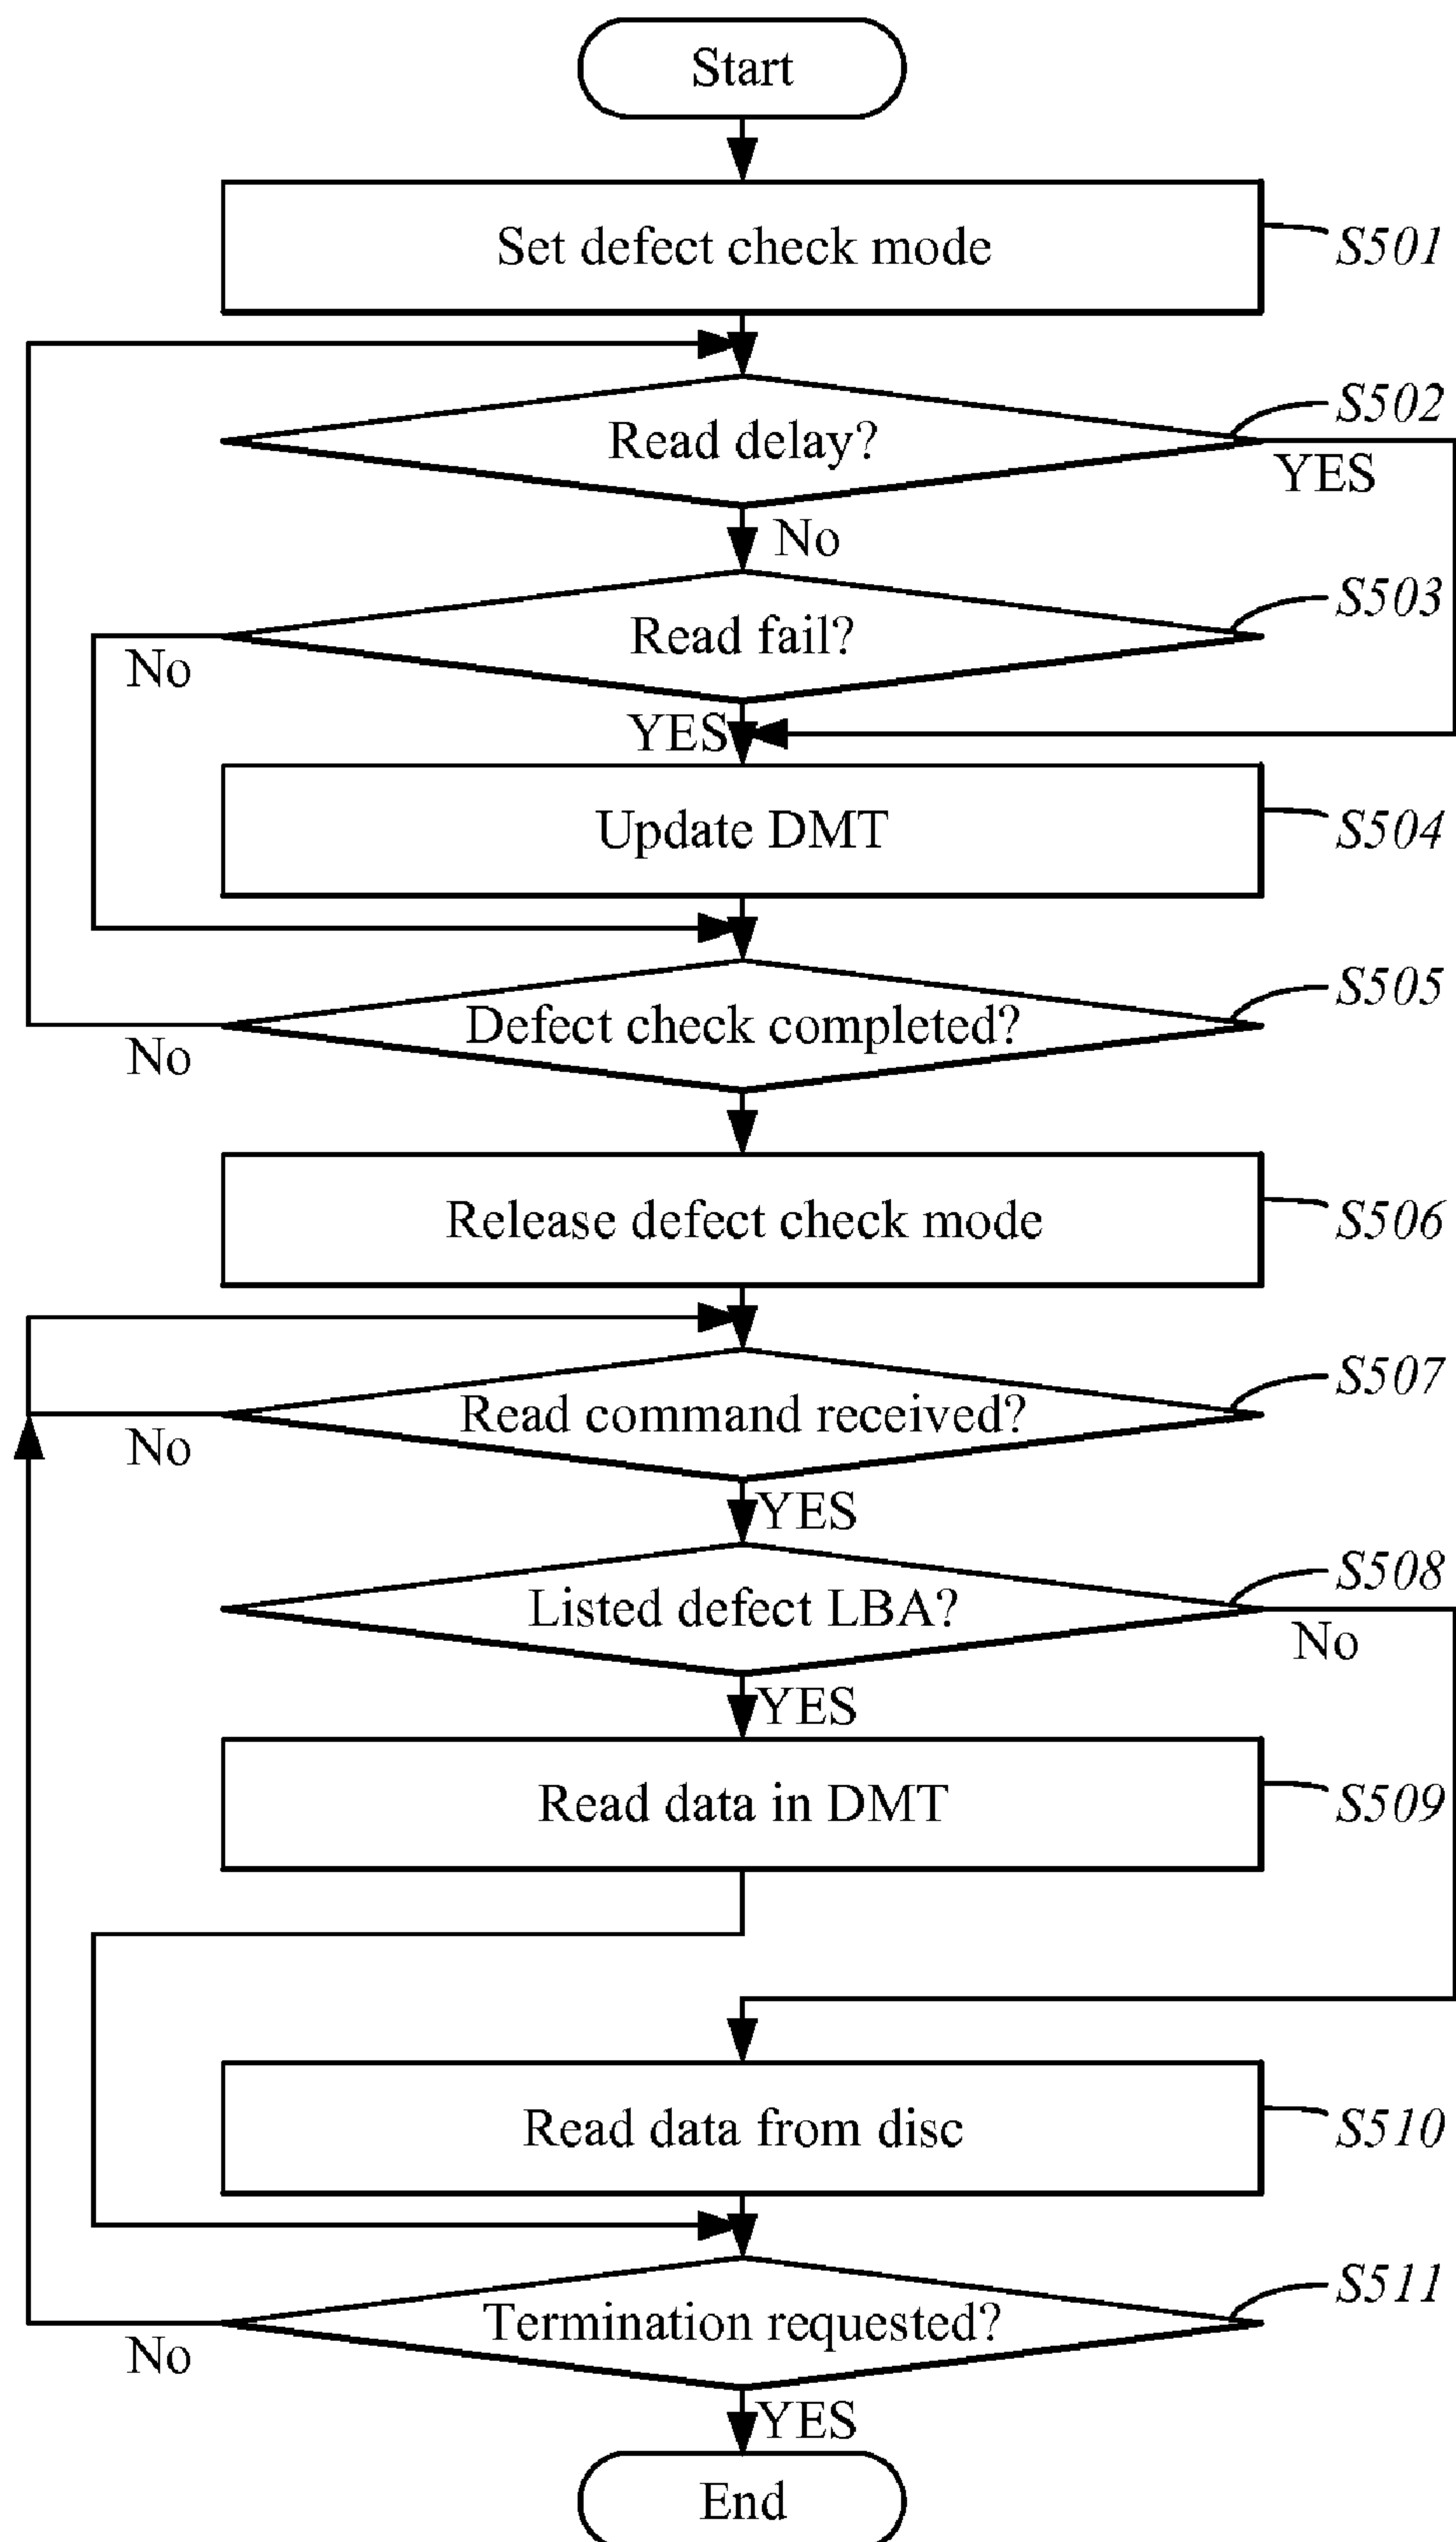 Start
Set defect check mode
S501
Read delay?
S502
YES
No
Read fail?
S503
No
YES
Update DMT
S504
Defect check completed?
S505
No
Release defect check mode
S506
Read command received?
S507
No
YES
Listed defect LBA?
S508
No
YES
Read data in DMT
S509
Read data from disc
S510
Termination requested?
S511
No
YES
End